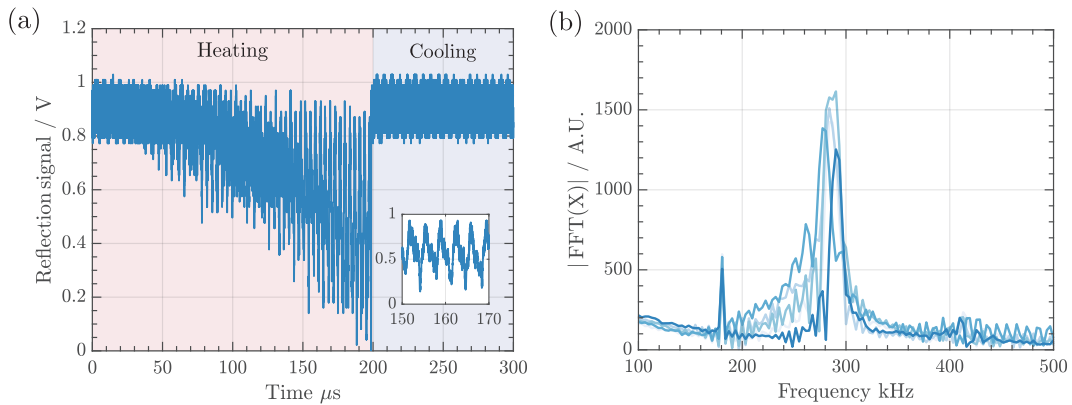 (a)
1.2
1
0.8
0.6
0.4
0.2
0
Reflection signal / V
Heating
Cooling
1
0.5
0
150 160 170
0 50 100 150 200 250 300
Time μs
(b)
2000
1500
1000
500
0
|FFT(X)| / A.U.
100 200 300 400 500
Frequency kHz